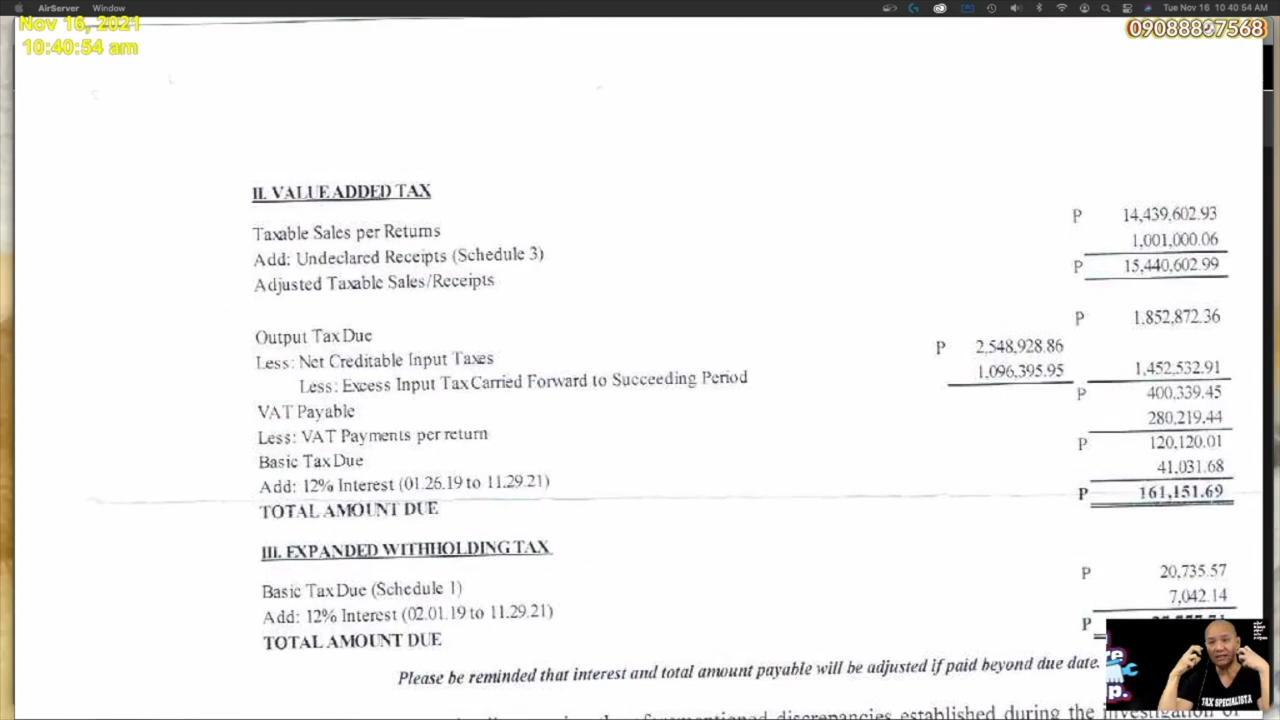 AirServer Window Tue Nov 16 10:40:54 AM
Nov 16, 2021
10:40:54 am
II. VALUE ADDED TAX
Taxable Sales per Returns P 14,439,602.93
Add: Undeclared Receipts (Schedule 3) 1,001,000.06
Adjusted Taxable Sales/Receipts P 15,440,602.99
Output Tax Due P 1.852,872.36
Less: Net Creditable Input Taxes P 2,548,928.86
Less: Excess Input Tax Carried Forward to Succeeding Period 1,096,395.95 1,452,532.91
VAT Payable P 400,339.45
Less: VAT Payments per return 280,219.44
Basic Tax Due P 120,120.01
Add: 12% Interest (01.26.19 to 11.29.21) 41,031.68
TOTAL AMOUNT DUE P 161,151.69
III. EXPANDED WITHHOLDING TAX
Basic Tax Due (Schedule 1) P 20,735.57
Add: 12% Interest (02.01.19 to 11.29.21) 7,042.14
TOTAL AMOUNT DUE P
Please be reminded that interest and total amount payable will be adjusted if paid beyond due date.
discrepancies established during the
TAX SPECIALISTA